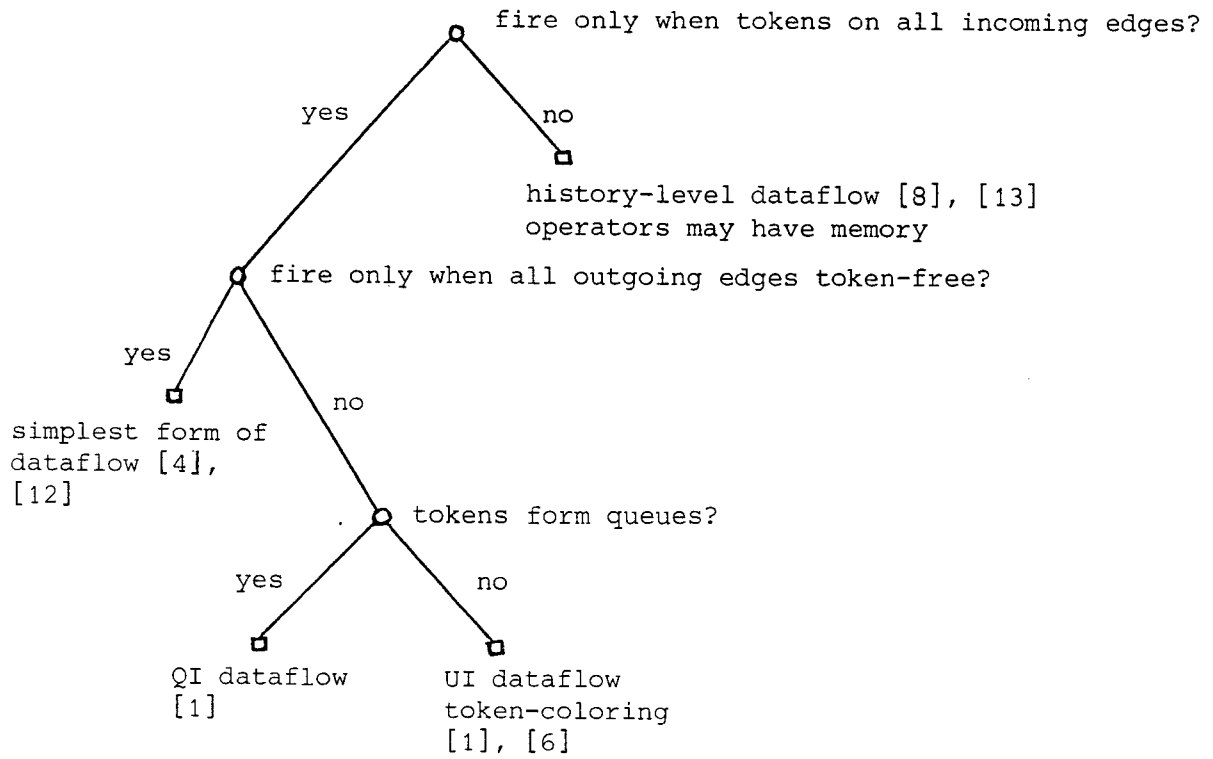 fire only when tokens on all incoming edges?
yes
no
history-level dataflow [8], [13]
operators may have memory
fire only when all outgoing edges token-free?
yes
no
simplest form of
dataflow [4],
[12]
tokens form queues?
yes
no
QI dataflow
[1]
UI dataflow
token-coloring
[1], [6]